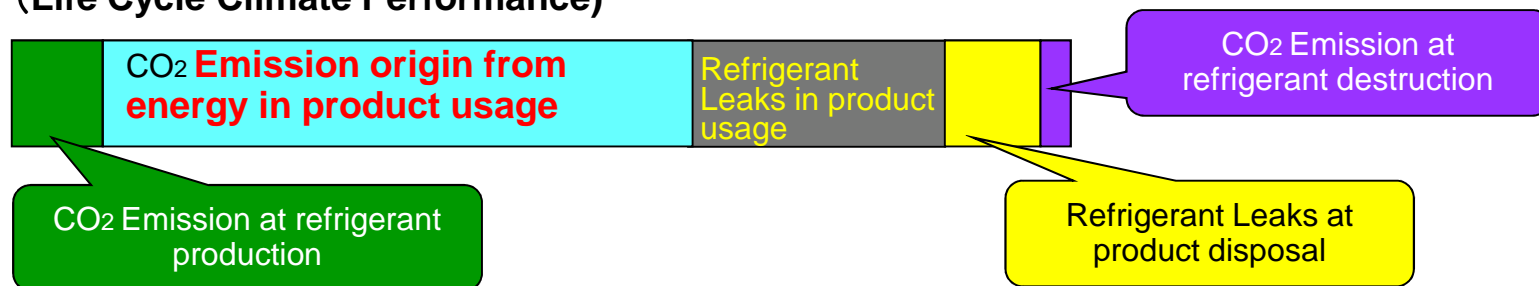 （Life Cycle Climate Performance)
CO2 Emission origin from
energy in product usage
Refrigerant
Leaks in product
usage
CO2 Emission at
refrigerant destruction
CO2 Emission at refrigerant
production
Refrigerant Leaks at
product disposal